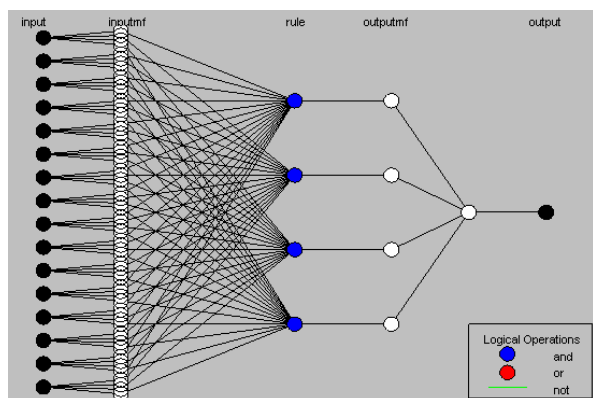 input inputmf rule outputmf output
Logical Operations
and
or
not